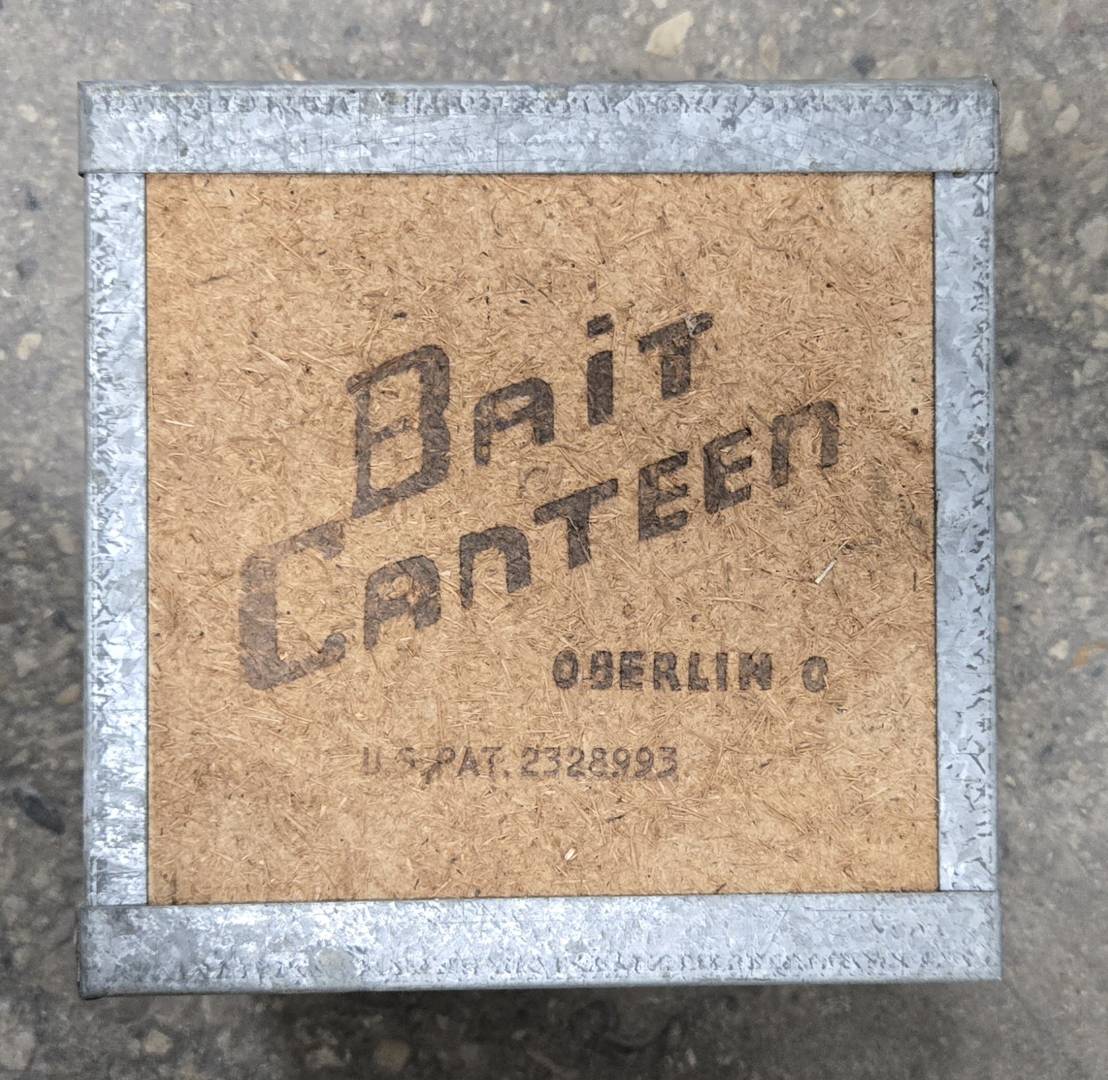 BAiT
CAnTEEn
OBERLIN O
U.S. PAT. 2328993